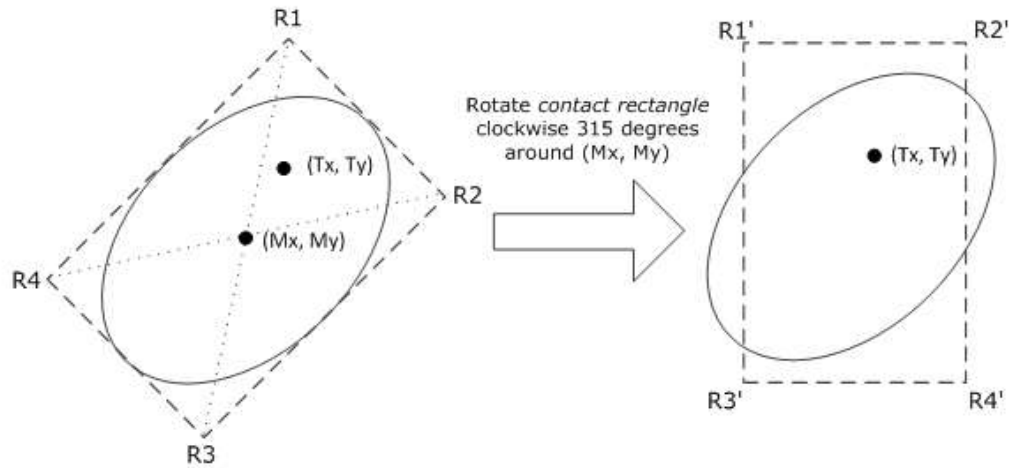 R1
(Tx, Ty)
R2
(Mx, My)
R4
R3
Rotate contact rectangle
clockwise 315 degrees
around (Mx, My)
R1'
R2'
(Tx, Ty)
R3'
R4'